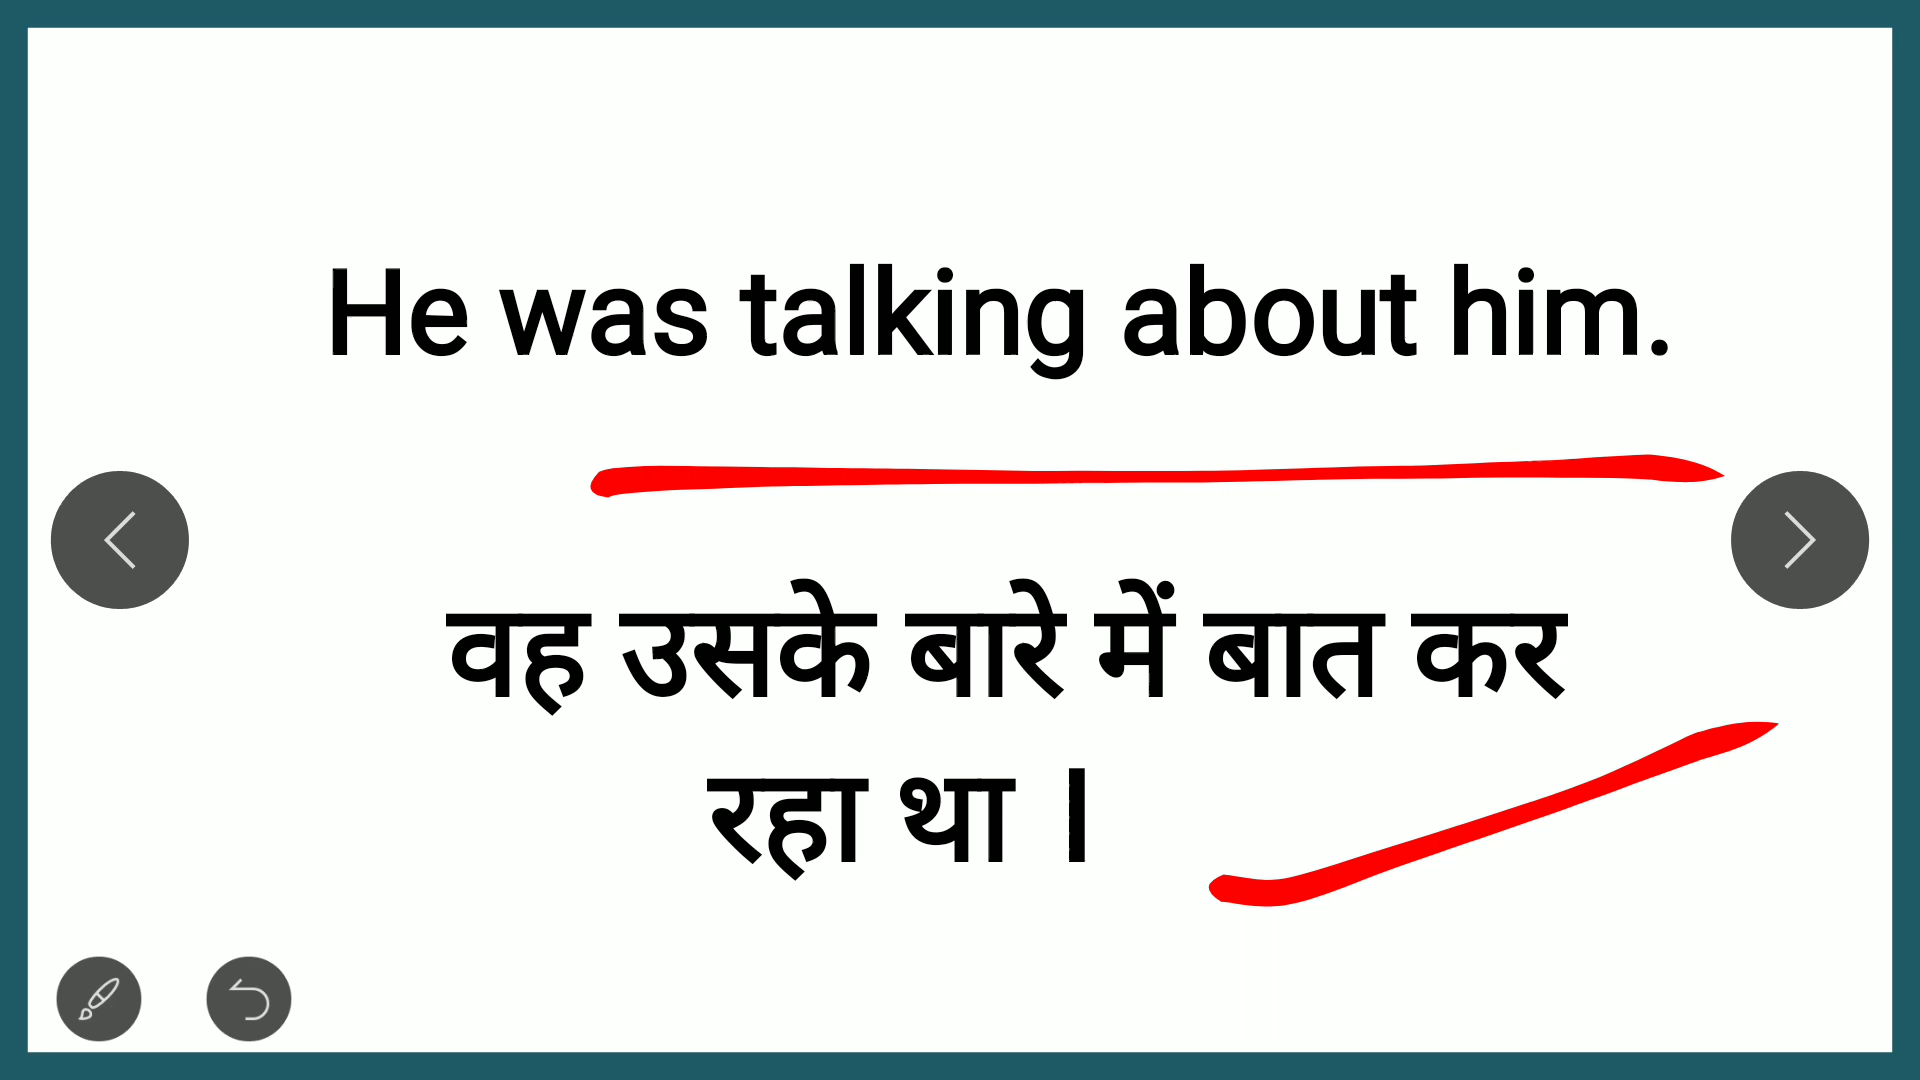 He was talking about him.
वह उसके बारे में बात कर
रहा था ।